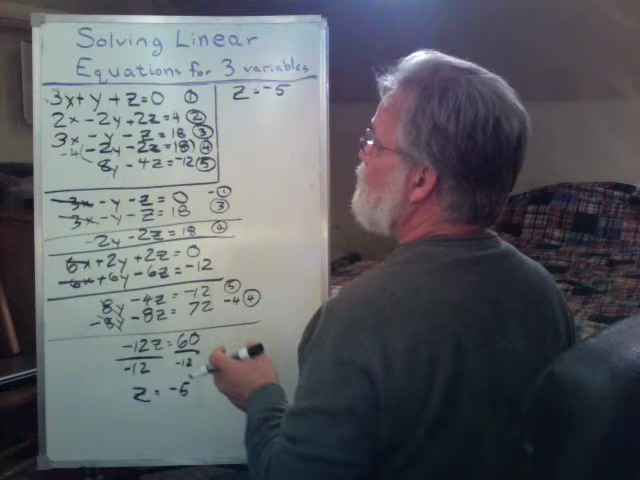 Solving Linear
Equations for 3 variables
3x + y + z = 0 ①
2x - 2y + 2z = 4 ②
3x - y - z = 18 ③
-4( -2y - 2z = 18) ④
8y - 4z = -12 ⑤
z = -5
-3x - y - z = 0 -①
3x - y - z = 18 ③
-2y - 2z = 18 ④
6x + 2y + 2z = 0
-6x + 6y - 6z = -12
8y - 4z = -12 ⑤
-8y - 8z = 72 -4④
-12z = 60
-12 -12
z = -5